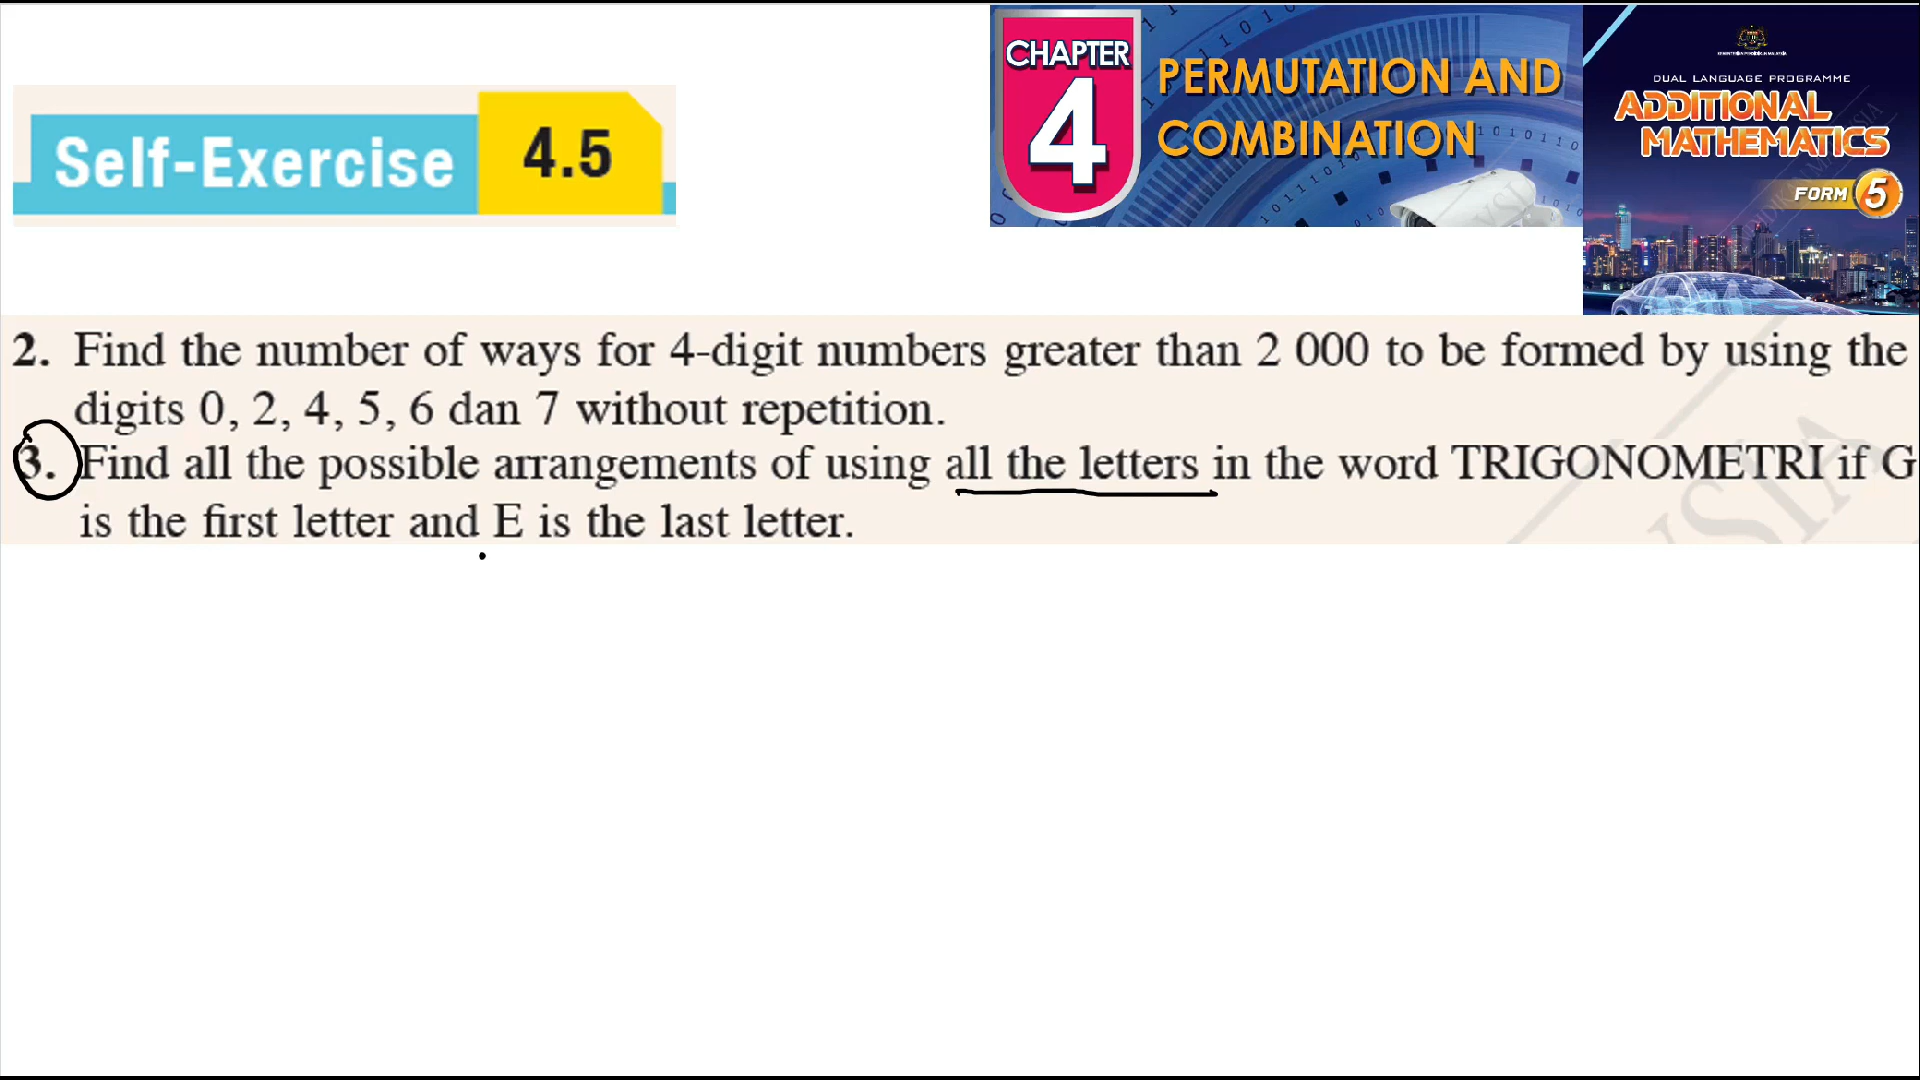 Self-Exercise 4.5
CHAPTER
4
PERMUTATION AND
COMBINATION
KEMENTERIAN PENDIDIKAN MALAYSIA
DUAL LANGUAGE PROGRAMME
ADDITIONAL
MATHEMATICS
FORM 5
2. Find the number of ways for 4-digit numbers greater than 2 000 to be formed by using the
digits 0, 2, 4, 5, 6 dan 7 without repetition.
3. Find all the possible arrangements of using all the letters in the word TRIGONOMETRI if G
is the first letter and E is the last letter.